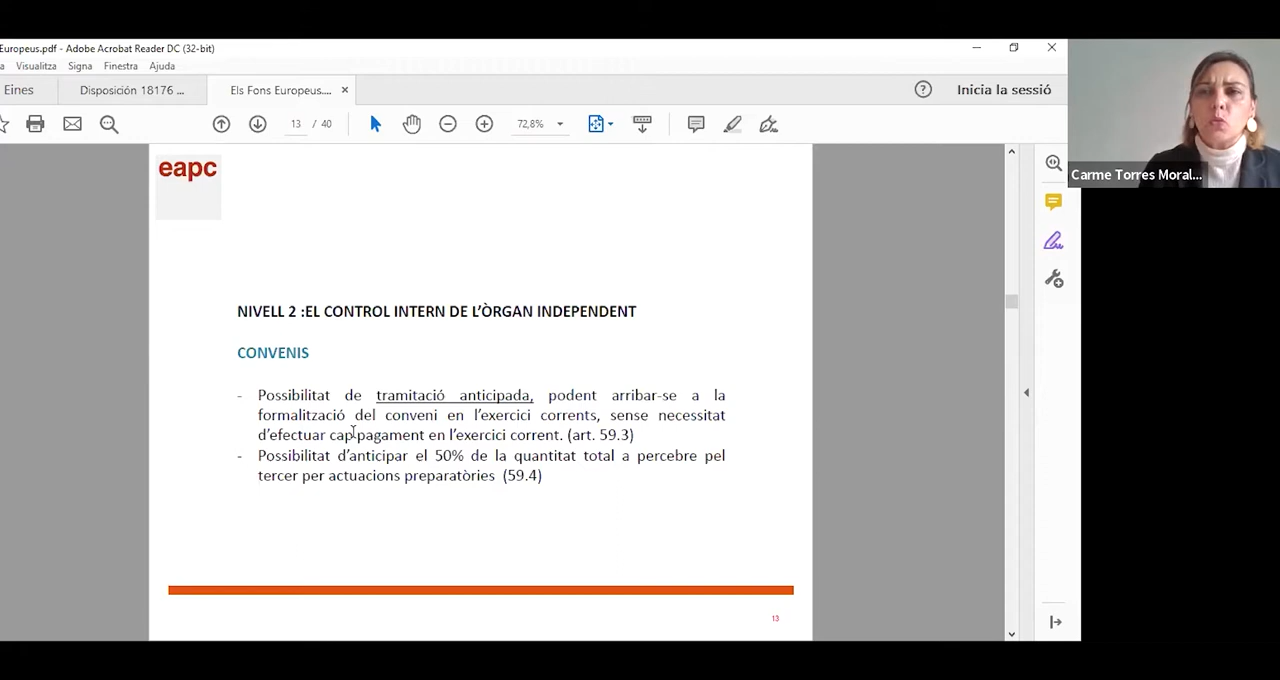 Europeus.pdf - Adobe Acrobat Reader DC (32-bit)
Visualitza Signa Finestra Ajuda
Eines Disposición 18176 ... Els Fons Europeus.... Inicia la sessió
13 / 40 72,8%
Carme Torres Moral...
eapc
NIVELL 2 :EL CONTROL INTERN DE L’ÒRGAN INDEPENDENT
CONVENIS
- Possibilitat de tramitació anticipada, podent arribar-se a la
formalització del conveni en l’exercici corrents, sense necessitat
d’efectuar cap pagament en l’exercici corrent. (art. 59.3)
- Possibilitat d’anticipar el 50% de la quantitat total a percebre pel
tercer per actuacions preparatòries (59.4)
13